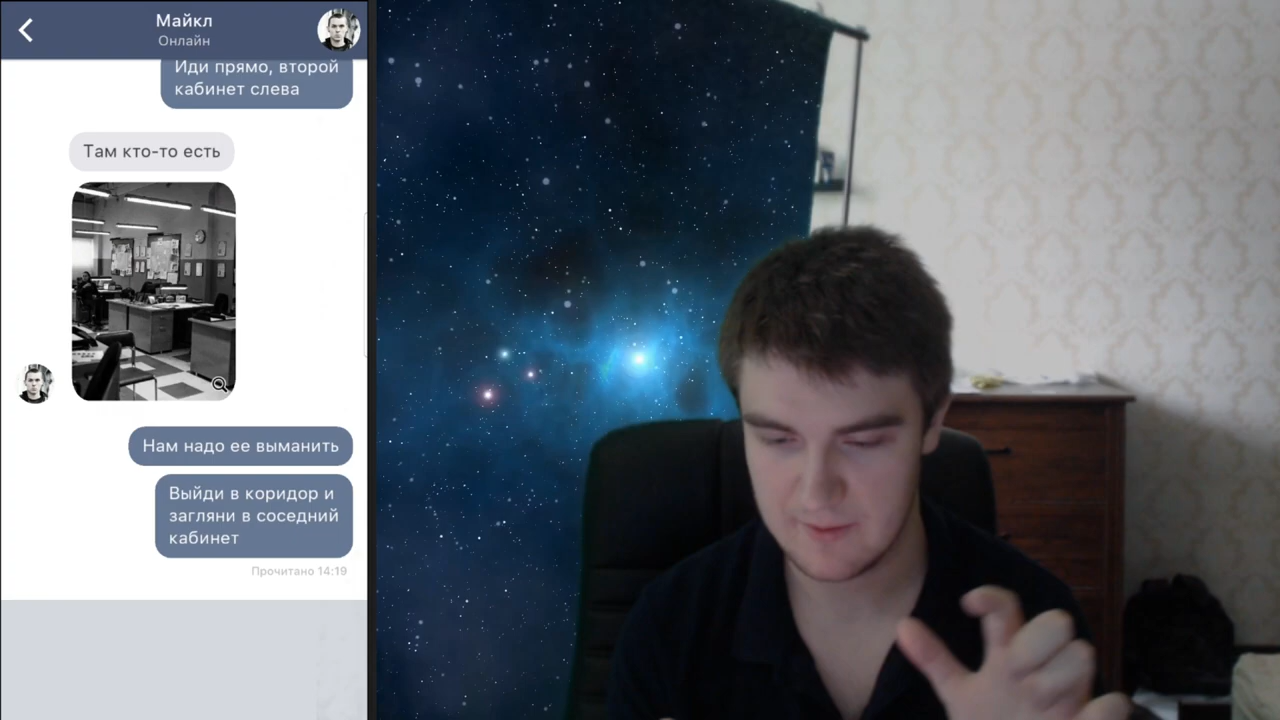 Майкл
Онлайн
Иди прямо, второй
кабинет слева
Там кто-то есть
Нам надо ее выманить
Выйди в коридор и
загляни в соседний
кабинет
Прочитано 14:19